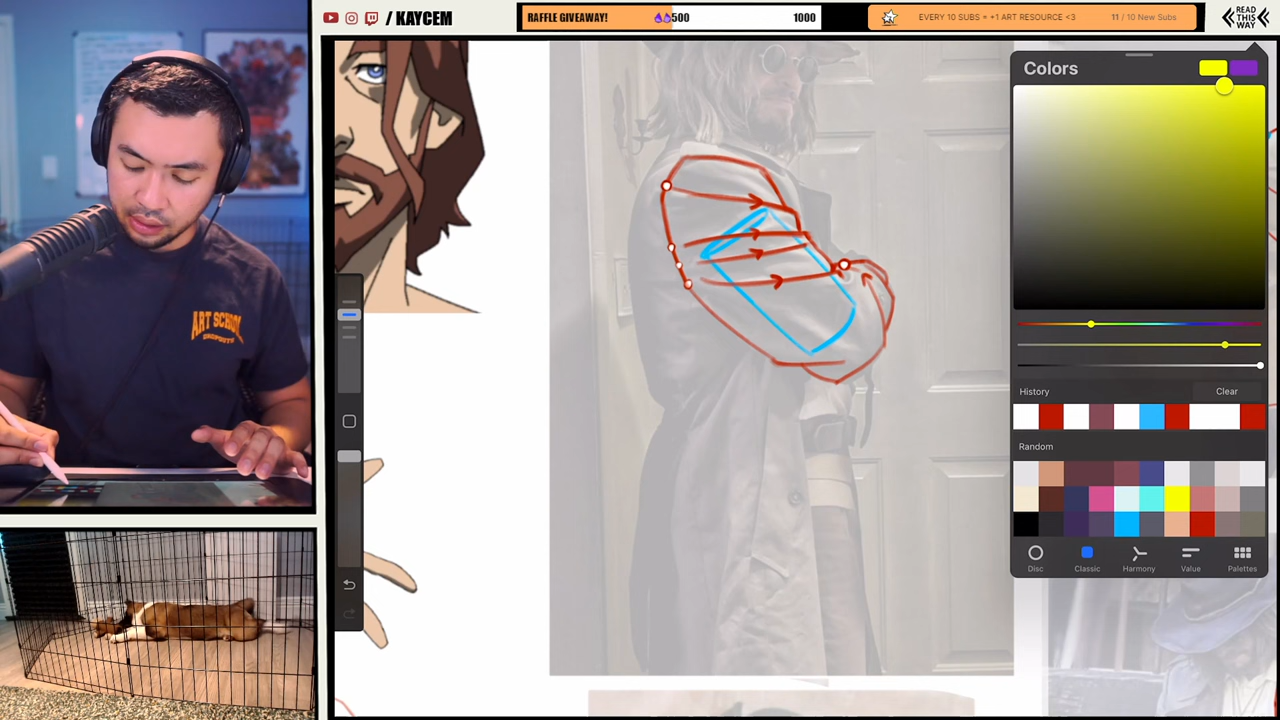 / KAYCEM
RAFFLE GIVEAWAY!
500
1000
EVERY 10 SUBS = +1 ART RESOURCE <3
11 / 10 New Subs
READ
THIS
WAY
Colors
History
Clear
Random
Disc
Classic
Harmony
Value
Palettes
ART SCHOOL
DROPOUTS